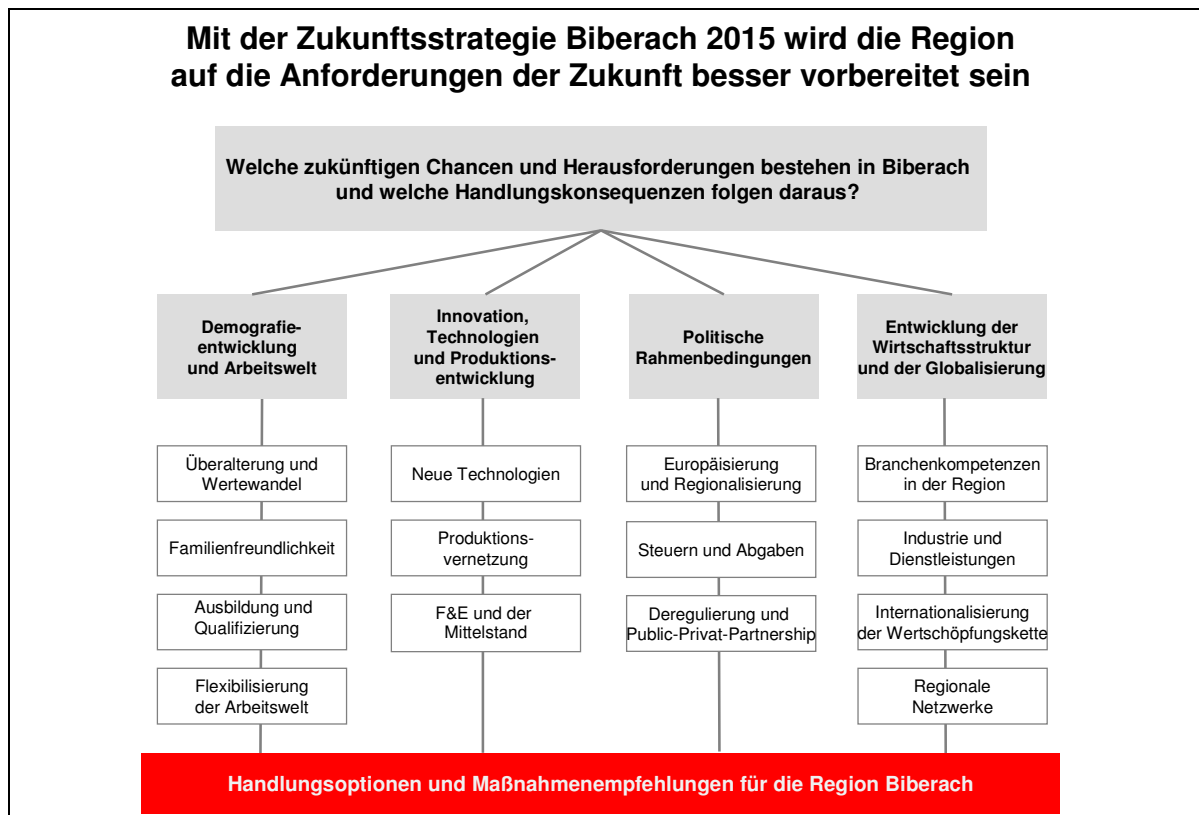 Mit der Zukunftsstrategie Biberach 2015 wird die Region
auf die Anforderungen der Zukunft besser vorbereitet sein
Welche zukünftigen Chancen und Herausforderungen bestehen in Biberach
und welche Handlungskonsequenzen folgen daraus?
Demografie-
entwicklung
und Arbeitswelt
Innovation,
Technologien
und Produktions-
entwicklung
Politische
Rahmenbedingungen
Entwicklung der
Wirtschaftsstruktur
und der Globalisierung
Überalterung und
Wertewandel
Familienfreundlichkeit
Ausbildung und
Qualifizierung
Flexibilisierung
der Arbeitswelt
Neue Technologien
Produktions-
vernetzung
F&E und der
Mittelstand
Europäisierung
und Regionalisierung
Steuern und Abgaben
Deregulierung und
Public-Privat-Partnership
Branchenkompetenzen
in der Region
Industrie und
Dienstleistungen
Internationalisierung
der Wertschöpfungskette
Regionale
Netzwerke
Handlungsoptionen und Maßnahmenempfehlungen für die Region Biberach